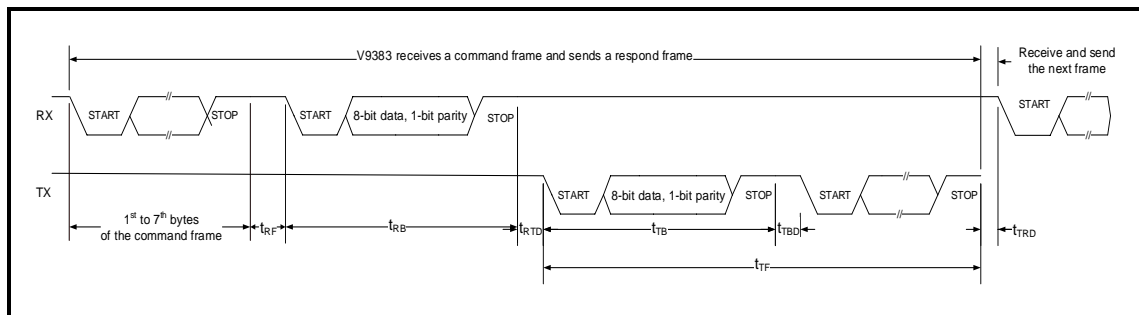 V9383 receives a command frame and sends a respond frame
Receive and send
the next frame
RX
START
//
//
STOP
START
8-bit data, 1-bit parity
STOP
START
//
//
TX
START
8-bit data, 1-bit parity
STOP
START
//
//
STOP
1st to 7th bytes
of the command frame
tRF
tRB
tRTD
tTB
tTBD
tTRD
tTF